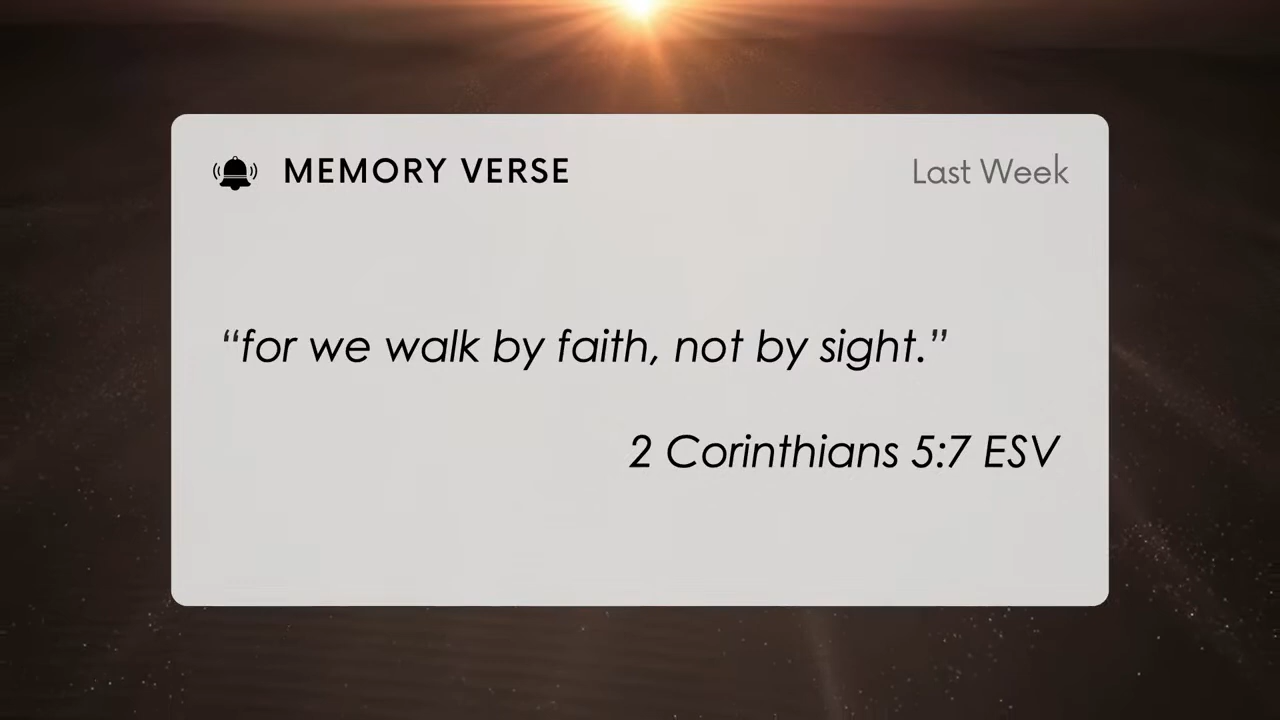 MEMORY VERSE
Last Week
“for we walk by faith, not by sight.”
2 Corinthians 5:7 ESV